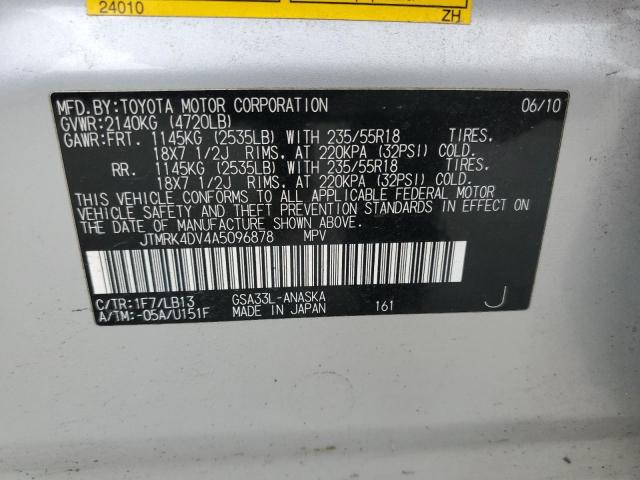 24010
ZH
MFD.BY:TOYOTA MOTOR CORPORATION 06/10
GVWR:2140KG (4720LB)
GAWR:FRT. 1145KG (2535LB) WITH 235/55R18 TIRES.
18X7 1/2J RIMS. AT 220KPA (32PSI) COLD.
RR. 1145KG (2535LB) WITH 235/55R18 TIRES.
18X7 1/2J RIMS. AT 220KPA (32PSI) COLD.
THIS VEHICLE CONFORMS TO ALL APPLICABLE FEDERAL MOTOR
VEHICLE SAFETY AND THEFT PREVENTION STANDARDS IN EFFECT ON
THE DATE OF MANUFACTURE SHOWN ABOVE.
JTMRK4DV4A5096878 MPV
C/TR:1F7/LB13 GSA33L-ANASKA
A/TM:-05A/U151F MADE IN JAPAN 161 J